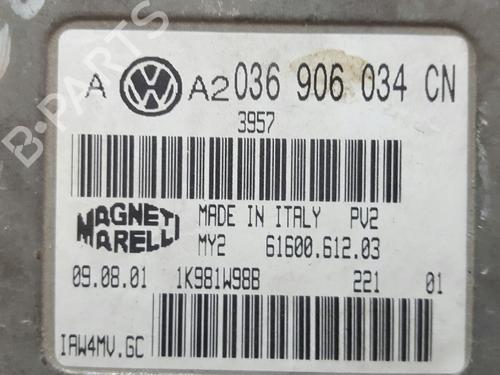 A VW A2 036 906 034 CN
3957
MAGNETI MARELLI
MADE IN ITALY PV2
MY2 61600.612.03
09.08.01 1K981W98B 221 01
IAW4MV.GC
B-PARTS